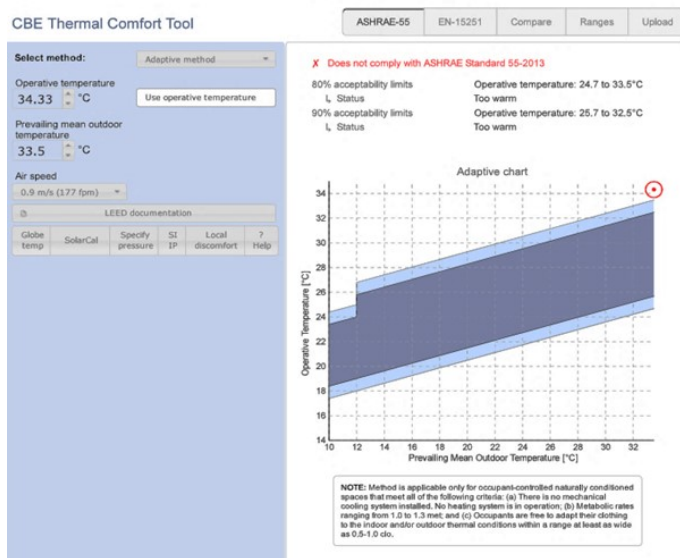 CBE Thermal Comfort Tool
ASHRAE-55
EN-15251
Compare
Ranges
Upload
Select method:
Adaptive method
Operative temperature
34.33 °C
Use operative temperature
Prevailing mean outdoor
temperature
33.5 °C
Air speed
0.9 m/s (177 fpm)
LEED documentation
Globe
temp
SolarCal
Specify
pressure
SI
IP
Local
discomfort
?
Help
✗ Does not comply with ASHRAE Standard 55-2013
80% acceptability limits Operative temperature: 24.7 to 33.5°C
Status Too warm
90% acceptability limits Operative temperature: 25.7 to 32.5°C
Status Too warm
Adaptive chart
Operative Temperature [°C]
34
32
30
28
26
24
22
20
18
16
14
10 12 14 16 18 20 22 24 26 28 30 32
Prevailing Mean Outdoor Temperature [°C]
NOTE: Method is applicable only for occupant-controlled naturally conditioned
spaces that meet all of the following criteria: (a) There is no mechanical
cooling system installed. No heating system is in operation; (b) Metabolic rates
ranging from 1.0 to 1.3 met; and (c) Occupants are free to adapt their clothing
to the indoor and/or outdoor thermal conditions within a range at least as wide
as 0.5-1.0 clo.